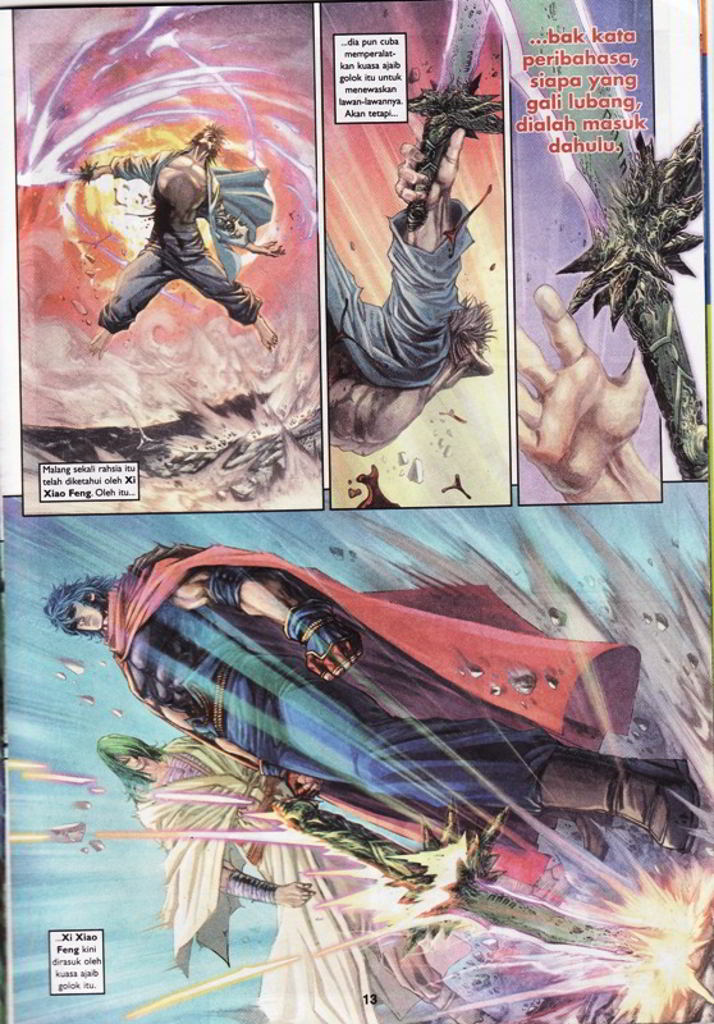 Malang sekali rahsia itu
telah diketahui oleh Xi
Xiao Feng. Oleh itu...
...dia pun cuba
memperalat-
kan kuasa ajaib
golok itu untuk
menewaskan
lawan-lawannya.
Akan tetapi...
...bak kata
peribahasa,
siapa yang
gali lubang,
dialah masuk
dahulu.
...Xi Xiao
Feng kini
dirasuk oleh
kuasa ajaib
golok itu.
13